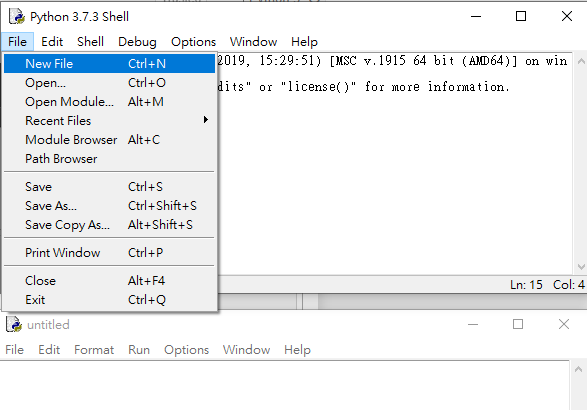 Python 3.7.3 Shell
File Edit Shell Debug Options Window Help
2019, 15:29:51) [MSC v.1915 64 bit (AMD64)] on win
dits" or "license()" for more information.
New File Ctrl+N
Open... Ctrl+O
Open Module... Alt+M
Recent Files
Module Browser Alt+C
Path Browser
Save Ctrl+S
Save As... Ctrl+Shift+S
Save Copy As... Alt+Shift+S
Print Window Ctrl+P
Close Alt+F4
Exit Ctrl+Q
Ln: 15 Col: 4
untitled
File Edit Format Run Options Window Help